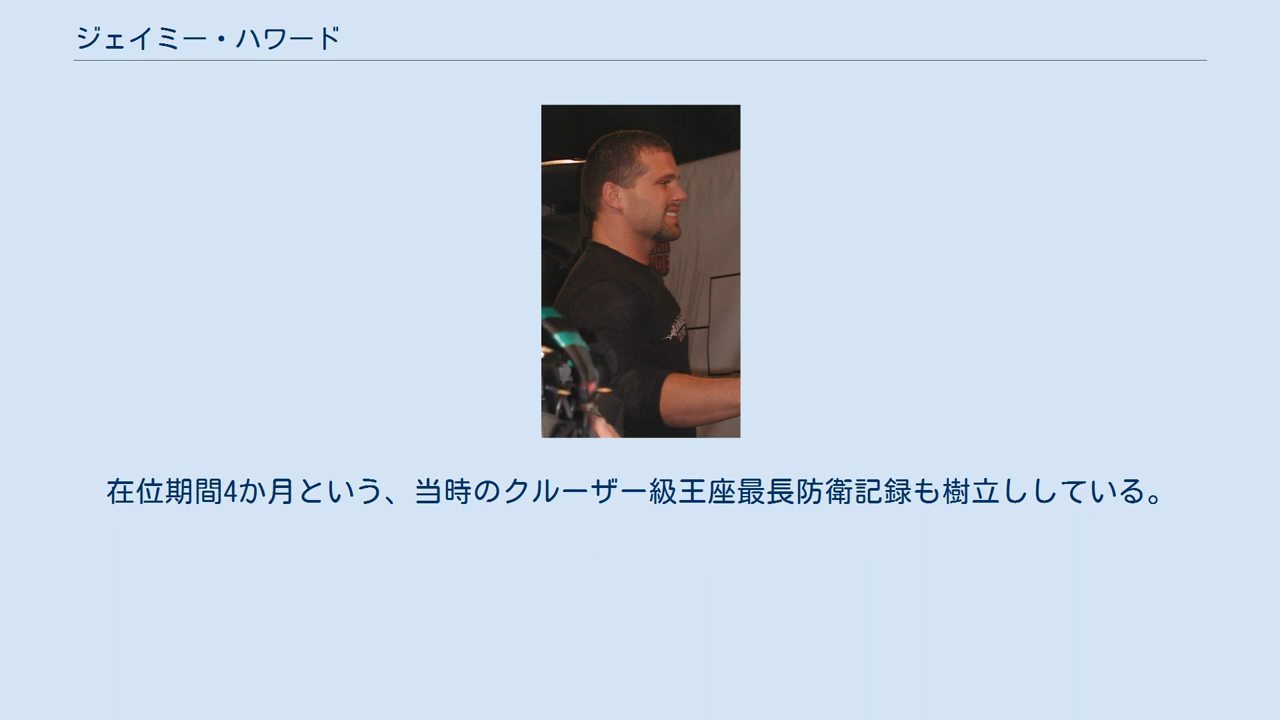 ジェイミー・ハワード
在位期間4か月という、当時のクルーザー級王座最長防衛記録も樹立ししている。